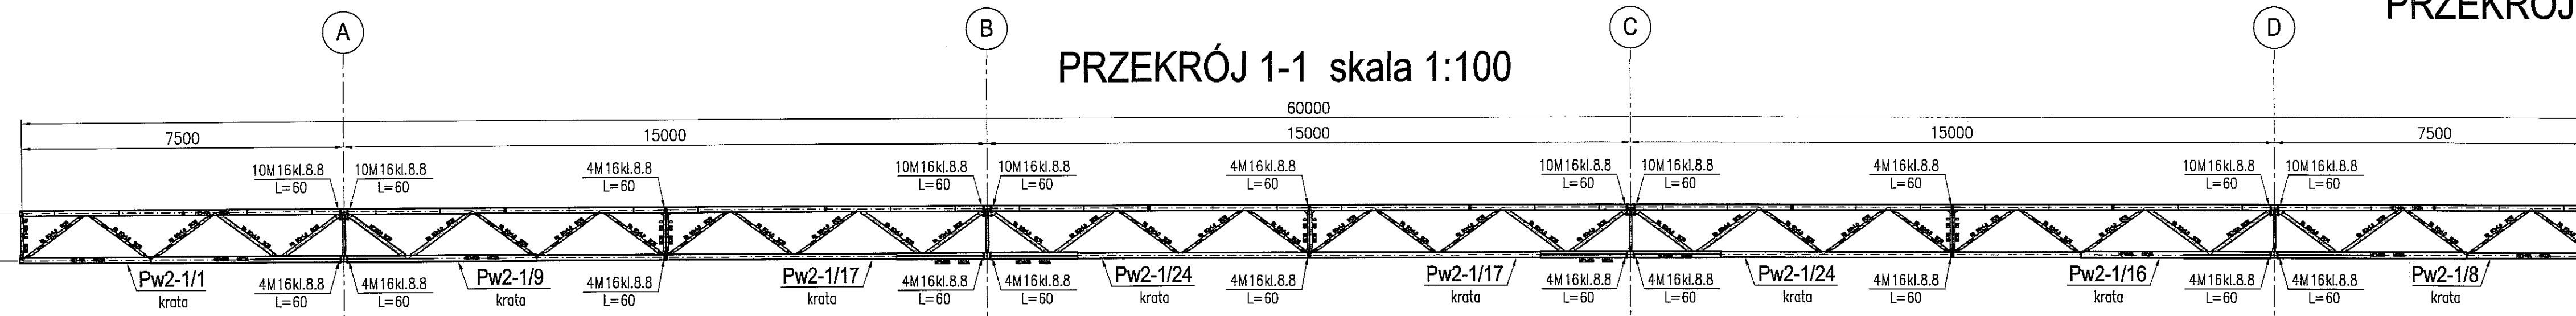 PRZEKRÓJ
A
B
C
D
PRZEKRÓJ 1-1 skala 1:100
60000
7500
15000
15000
15000
7500
10M16kl.8.8
L=60
10M16kl.8.8
L=60
4M16kl.8.8
L=60
10M16kl.8.8
L=60
10M16kl.8.8
L=60
4M16kl.8.8
L=60
10M16kl.8.8
L=60
10M16kl.8.8
L=60
4M16kl.8.8
L=60
10M16kl.8.8
L=60
10M16kl.8.8
L=60
Pw2-1/1
krata
4M16kl.8.8
L=60
4M16kl.8.8
L=60
Pw2-1/9
krata
4M16kl.8.8
L=60
Pw2-1/17
krata
4M16kl.8.8
L=60
4M16kl.8.8
L=60
Pw2-1/24
krata
4M16kl.8.8
L=60
Pw2-1/17
krata
4M16kl.8.8
L=60
4M16kl.8.8
L=60
Pw2-1/24
krata
4M16kl.8.8
L=60
Pw2-1/16
krata
4M16kl.8.8
L=60
4M16kl.8.8
L=60
Pw2-1/8
krata